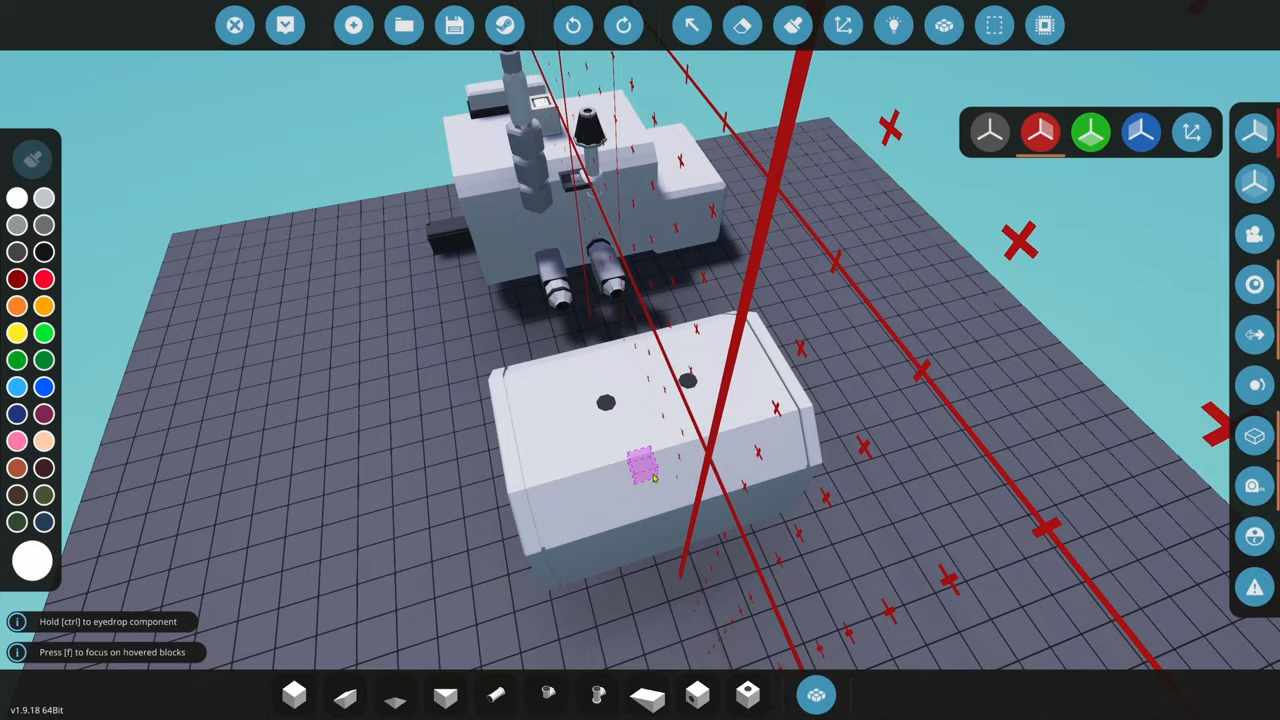 Hold [ctrl] to eyedrop component
Press [f] to focus on hovered blocks
v1.9.18 64Bit